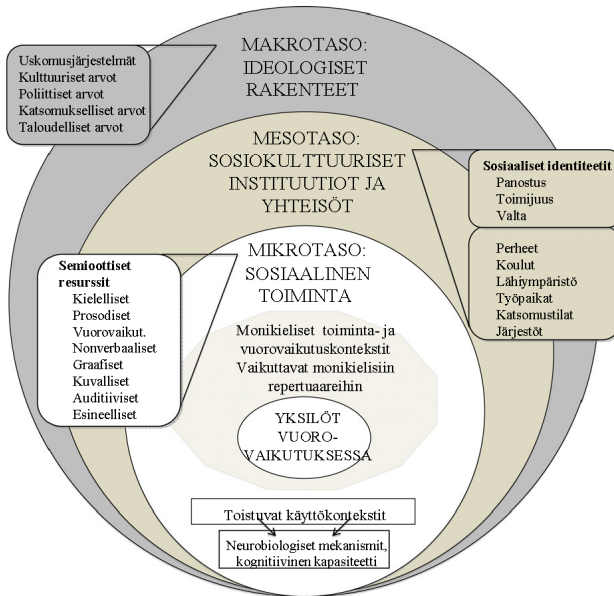 MAKROTASO:
IDEOLOGISET
RAKENTEET
Uskomusjärjestelmät
Kulttuuriset arvot
Poliittiset arvot
Katsomukselliset arvot
Taloudelliset arvot
MESOTASO:
SOSIOKULTTUURISET
INSTITUUTIOT JA
YHTEISÖT
Sosiaaliset identiteetit
Panostus
Toimijuus
Valta
Perheet
Koulut
Lähiympäristö
Työpaikat
Katsomustilat
Järjestöt
MIKROTASO:
SOSIAALINEN
TOIMINTA
Semioottiset
resurssit
Kielelliset
Prosodiset
Vuorovaikut.
Nonverbaaliset
Graafiset
Kuvalliset
Auditiiviset
Esineelliset
Monikieliset toiminta- ja
vuorovaikutuskontekstit
Vaikuttavat monikielisiin
repertuaareihin
YKSILÖT
VUORO-
VAIKUTUKSESSA
Toistuvat käyttökontekstit
Neurobiologiset mekanismit,
kognitiivinen kapasiteetti